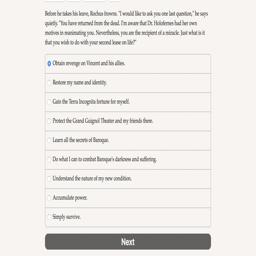 Before he takes his leave, Rochus frowns. "I would like to ask you one last question," he says
quietly. "You have returned from the dead. I'm aware that Dr. Holofernes had her own
motives in reanimating you. Nevertheless, you are the recipient of a miracle. Just what is it
that you wish to do with your second lease on life?"
Obtain revenge on Vincent and his allies.
Restore my name and identity.
Gain the Terra Incognita fortune for myself.
Protect the Grand Guignol Theater and my friends there.
Learn all the secrets of Baroque.
Do what I can to combat Baroque's darkness and suffering.
Understand the nature of my new condition.
Accumulate power.
Simply survive.
Next